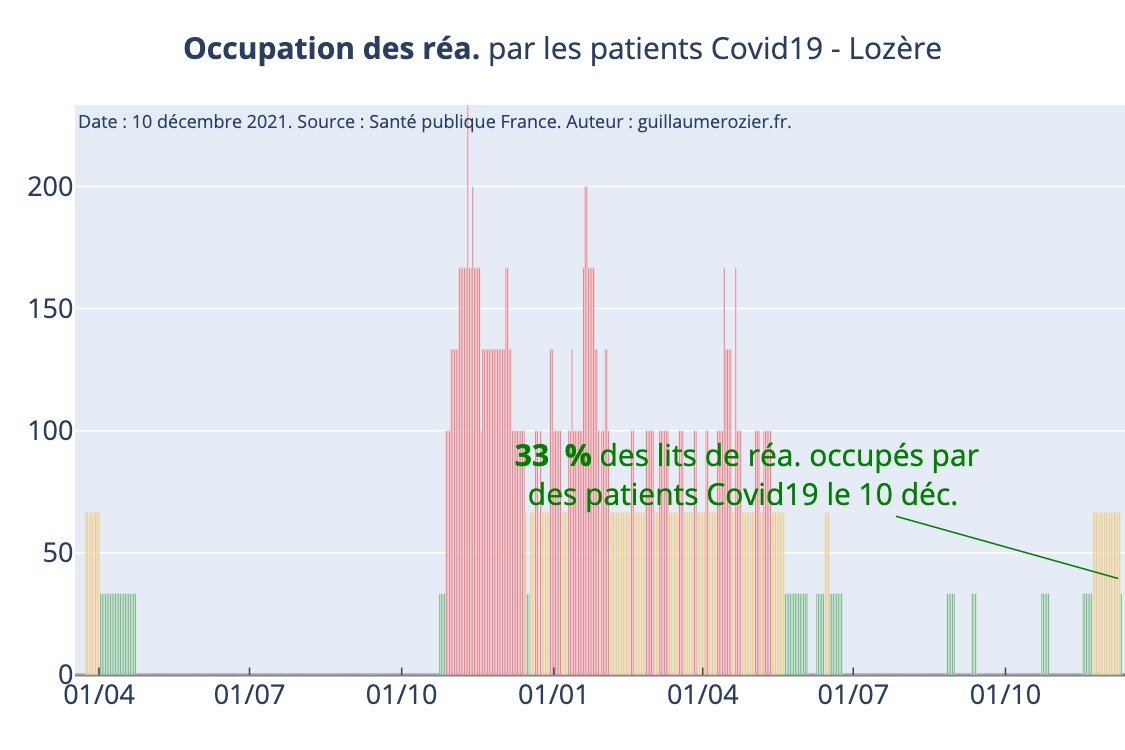 Occupation des réa. par les patients Covid19 - Lozère
Date : 10 décembre 2021. Source : Santé publique France. Auteur : guillaumerozier.fr.
200
150
100
33 % des lits de réa. occupés par
des patients Covid19 le 10 déc.
50
0
01/04 01/07 01/10 01/01 01/04 01/07 01/10